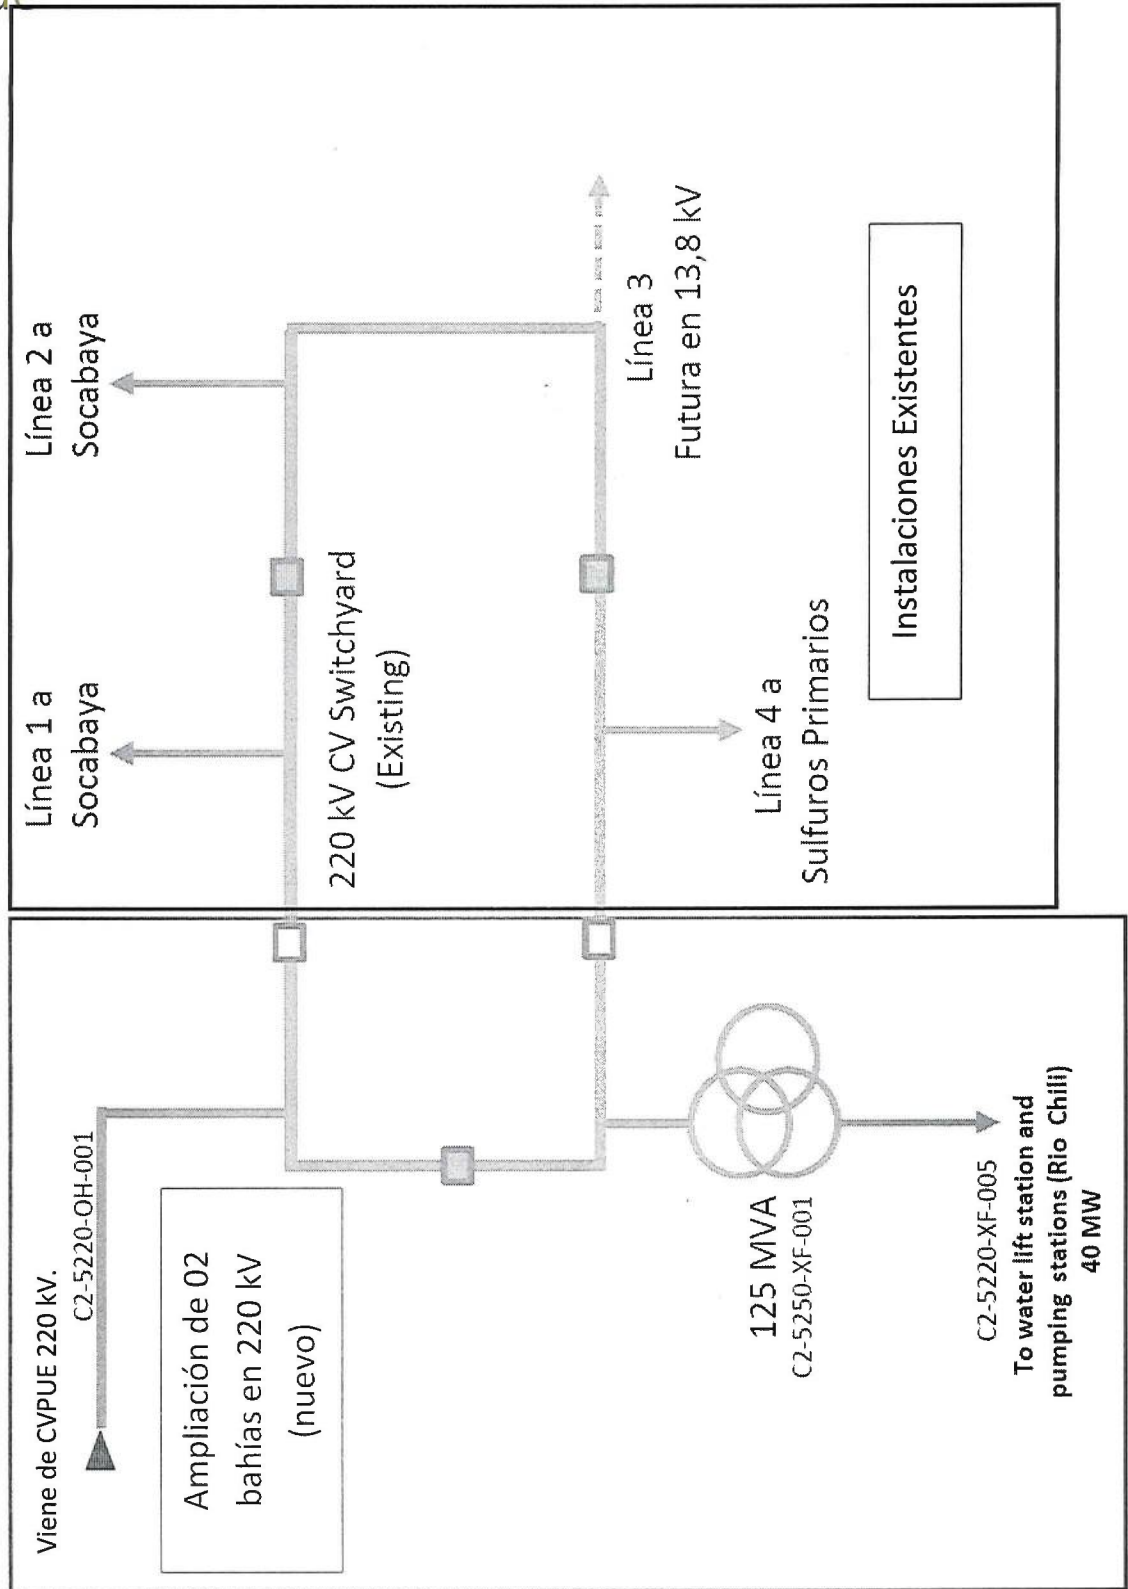 Viene de CVPUE 220 kV.
C2-5220-OH-001
Ampliación de 02
bahías en 220 kV
(nuevo)
125 MVA
C2-5250-XF-001
C2-5220-XF-005
To water lift station and
pumping stations (Rio Chili)
40 MW
Línea 1 a
Socabaya
Línea 2 a
Socabaya
220 kV CV Switchyard
(Existing)
Línea 3
Futura en 13,8 kV
Línea 4 a
Sulfuros Primarios
Instalaciones Existentes